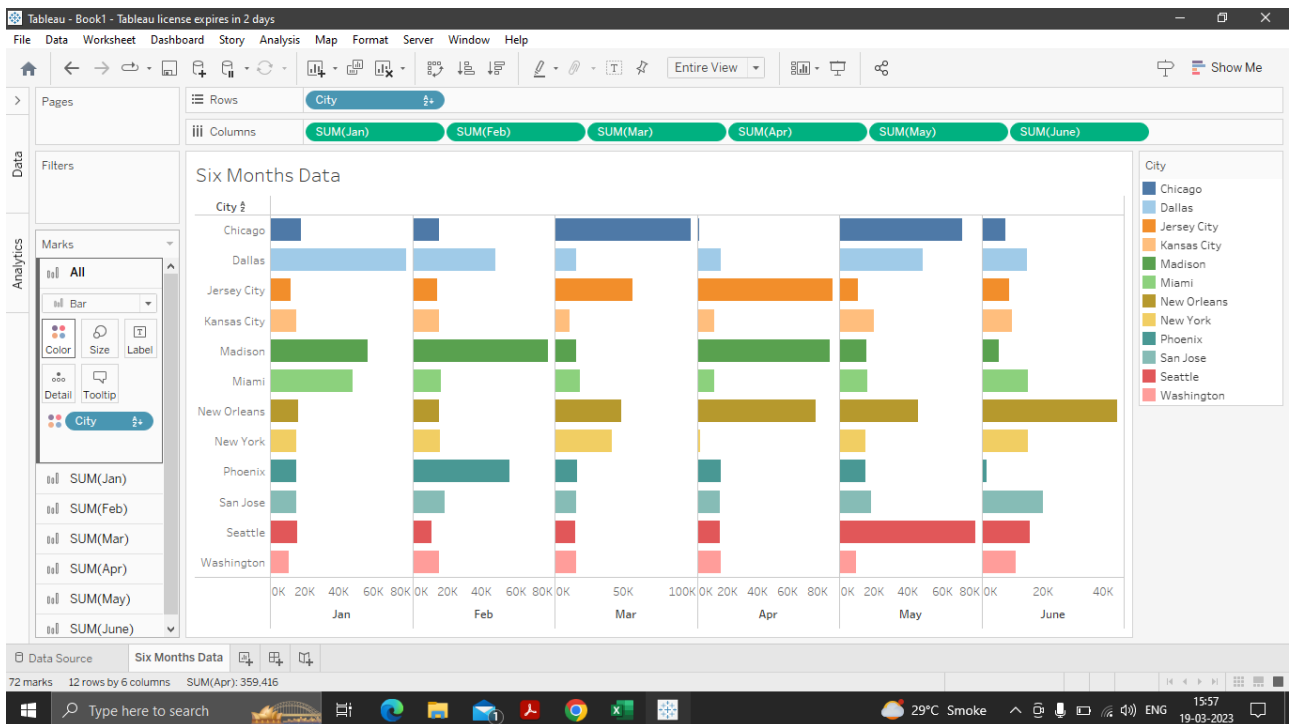 Tableau - Book1 - Tableau license expires in 2 days
File Data Worksheet Dashboard Story Analysis Map Format Server Window Help
Entire View
Show Me
Pages
Rows City
Columns SUM(Jan) SUM(Feb) SUM(Mar) SUM(Apr) SUM(May) SUM(June)
Data
Analytics
Filters
Marks
All
Bar
Color Size Label
Detail Tooltip
City
SUM(Jan)
SUM(Feb)
SUM(Mar)
SUM(Apr)
SUM(May)
SUM(June)
Six Months Data
City
Chicago
Dallas
Jersey City
Kansas City
Madison
Miami
New Orleans
New York
Phoenix
San Jose
Seattle
Washington
0K 20K 40K 60K 80K 0K 20K 40K 60K 80K 0K 50K 100K 0K 20K 40K 60K 80K 0K 20K 40K 60K 80K 0K 20K 40K
Jan Feb Mar Apr May June
City
Chicago
Dallas
Jersey City
Kansas City
Madison
Miami
New Orleans
New York
Phoenix
San Jose
Seattle
Washington
Data Source Six Months Data
72 marks 12 rows by 6 columns SUM(Apr): 359,416
Type here to search
29°C Smoke
ENG
15:57
19-03-2023